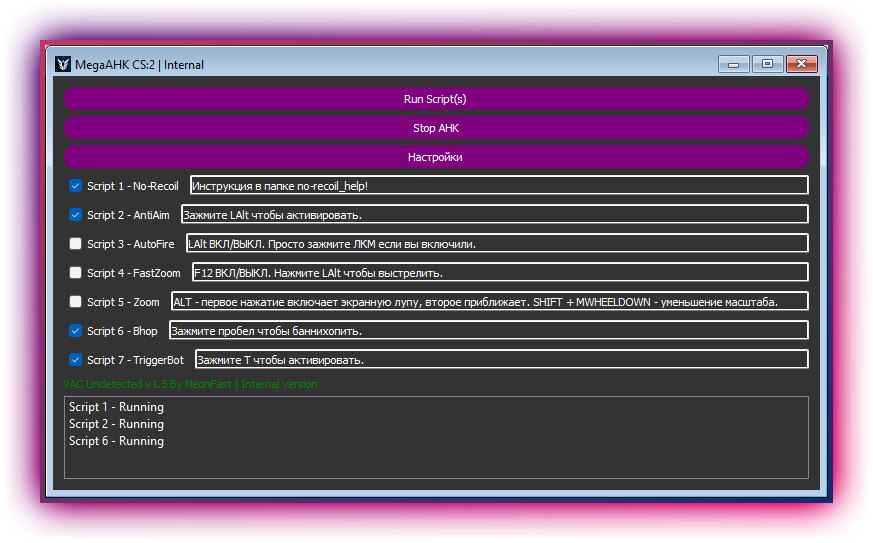 MegaAHK CS:2 | Internal
Run Script(s)
Stop AHK
Настройки
Script 1 - No-Recoil Инструкция в папке no-recoil_help!
Script 2 - AntiAim Зажмите LAlt чтобы активировать.
Script 3 - AutoFire LAlt ВКЛ/ВЫКЛ. Просто зажмите ЛКМ если вы включили.
Script 4 - FastZoom F12 ВКЛ/ВЫКЛ. Нажмите LAlt чтобы выстрелить.
Script 5 - Zoom ALT - первое нажатие включает экранную лупу, второе приближает. SHIFT + MWHEELDOWN - уменьшение масштаба.
Script 6 - Bhop Зажмите пробел чтобы баннихопить.
Script 7 - TriggerBot Зажмите T чтобы активировать.
VAC Undetected v1.5 By NeonFast | Internal version
Script 1 - Running
Script 2 - Running
Script 6 - Running